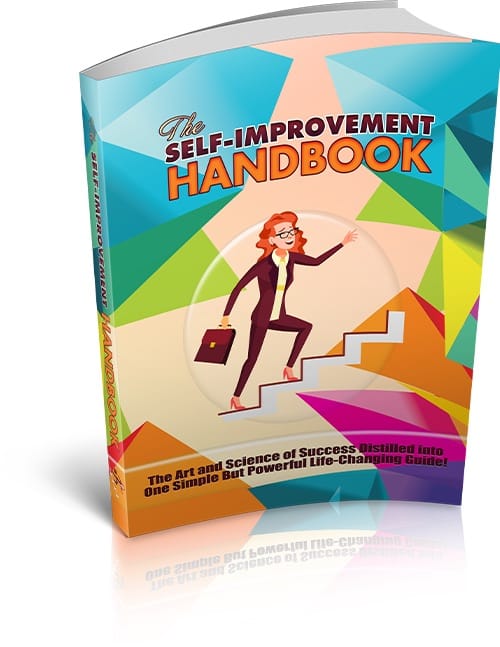 The
SELF-IMPROVEMENT
HANDBOOK
The Art and Science of Success Distilled into
One Simple But Powerful Life-Changing Guide!
The SELF-IMPROVEMENT HANDBOOK